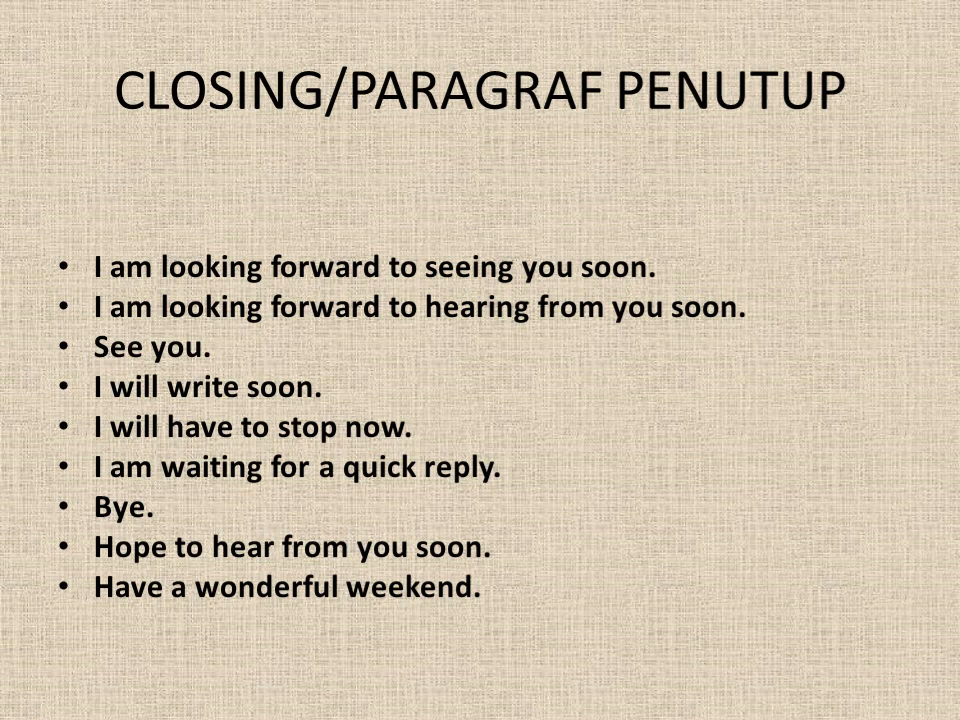 CLOSING/PARAGRAF PENUTUP
• I am looking forward to seeing you soon.
• I am looking forward to hearing from you soon.
• See you.
• I will write soon.
• I will have to stop now.
• I am waiting for a quick reply.
• Bye.
• Hope to hear from you soon.
• Have a wonderful weekend.